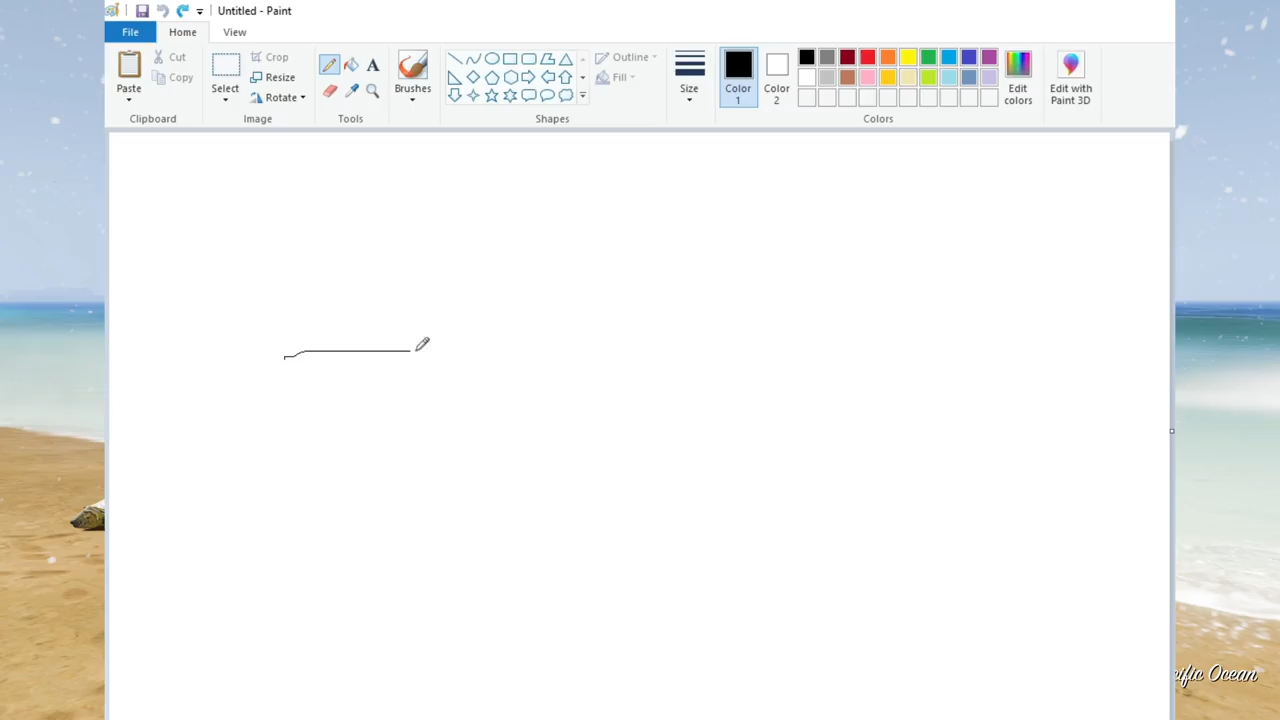 Untitled - Paint
File Home View
Paste
Cut
Copy
Clipboard
Select
Crop
Resize
Rotate
Image
Tools
Brushes
Shapes
Outline
Fill
Size
Color 1
Color 2
Edit colors
Edit with Paint 3D
Colors
cific Ocean